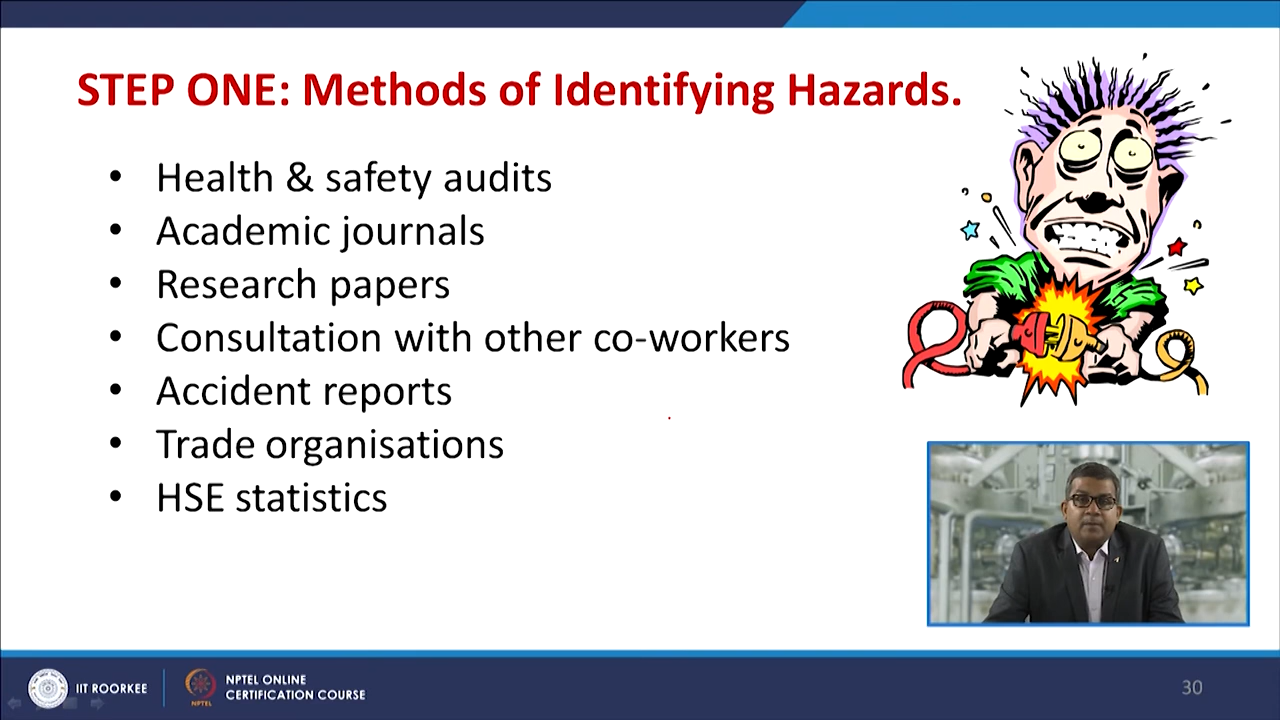 STEP ONE: Methods of Identifying Hazards.
• Health & safety audits
• Academic journals
• Research papers
• Consultation with other co-workers
• Accident reports
• Trade organisations
• HSE statistics
IIT ROORKEE
NPTEL
NPTEL ONLINE
CERTIFICATION COURSE
30